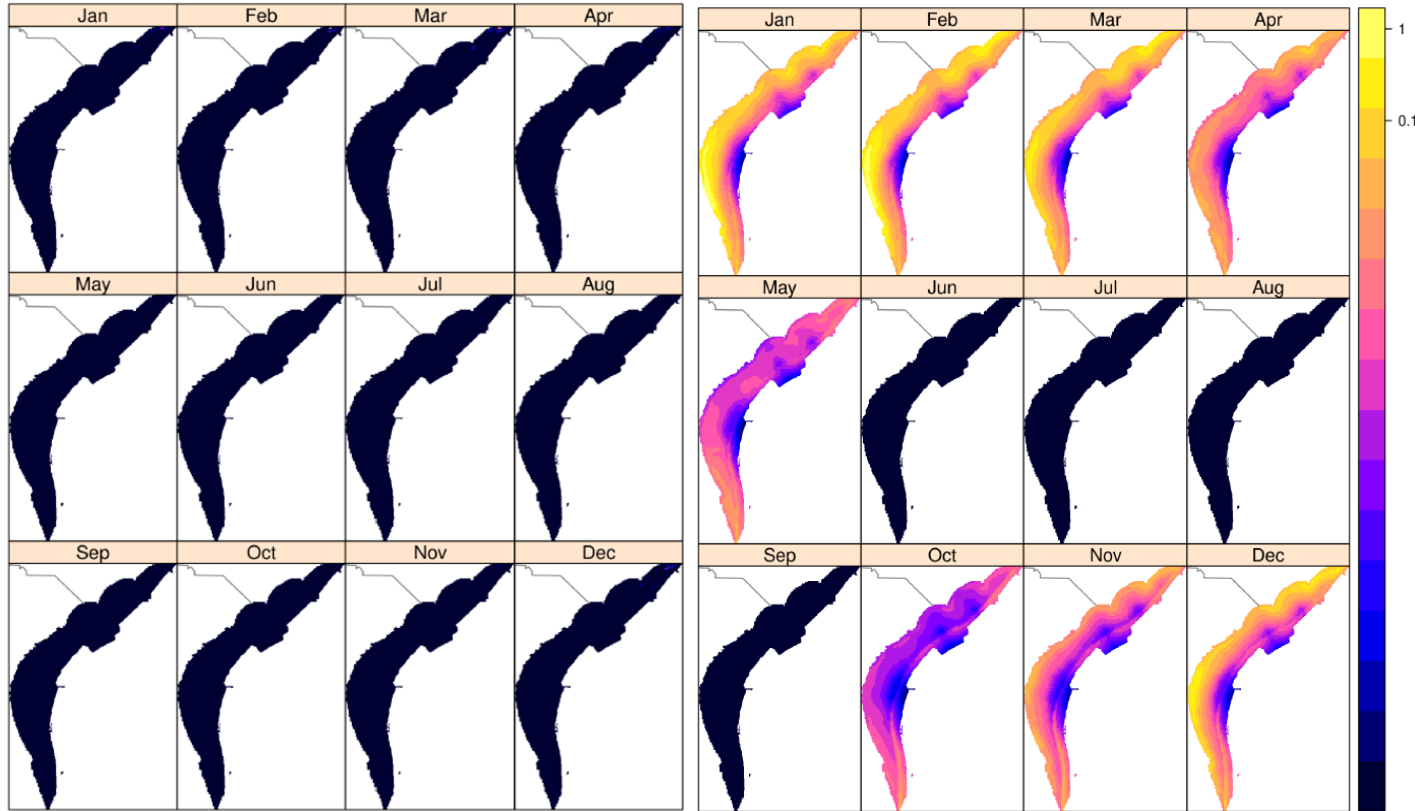 Jan Feb Mar Apr
May Jun Jul Aug
Sep Oct Nov Dec
Jan Feb Mar Apr
May Jun Jul Aug
Sep Oct Nov Dec
1
0.1